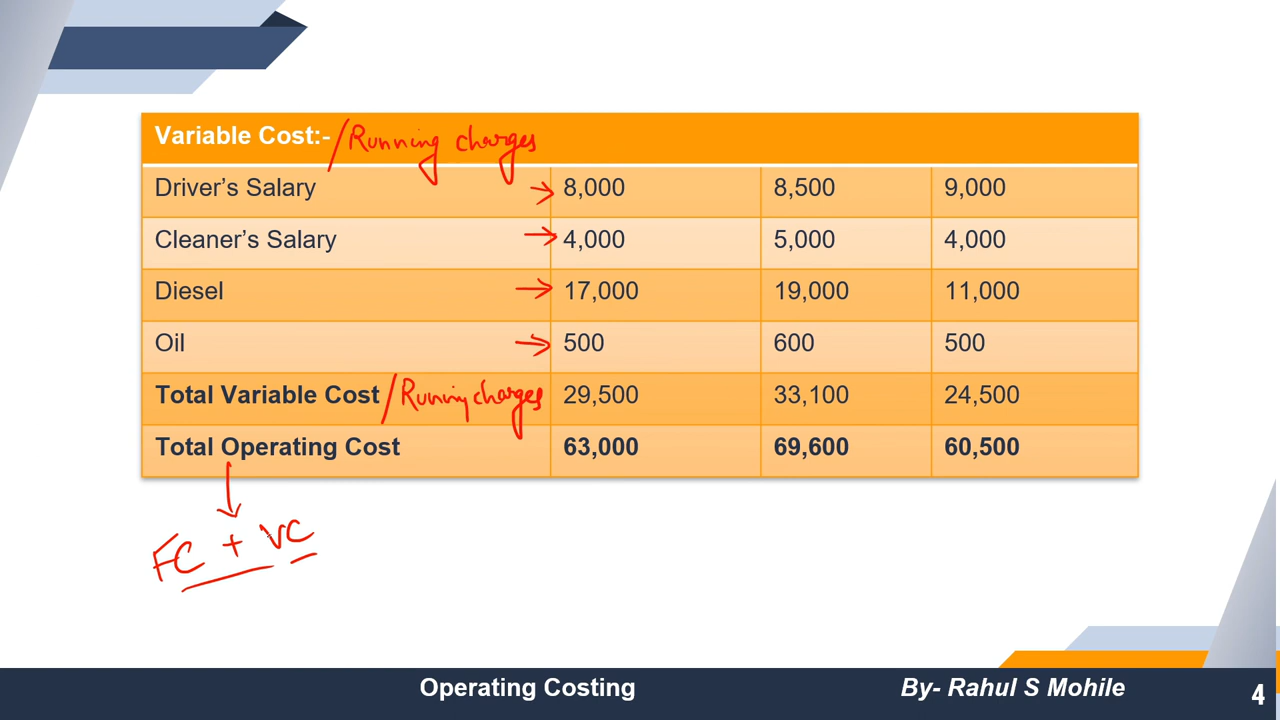 Variable Cost:- / Running charges
Driver's Salary → 8,000 8,500 9,000
Cleaner's Salary → 4,000 5,000 4,000
Diesel → 17,000 19,000 11,000
Oil → 500 600 500
Total Variable Cost / Running charges 29,500 33,100 24,500
Total Operating Cost 63,000 69,600 60,500
FC + VC
Operating Costing By- Rahul S Mohile 4